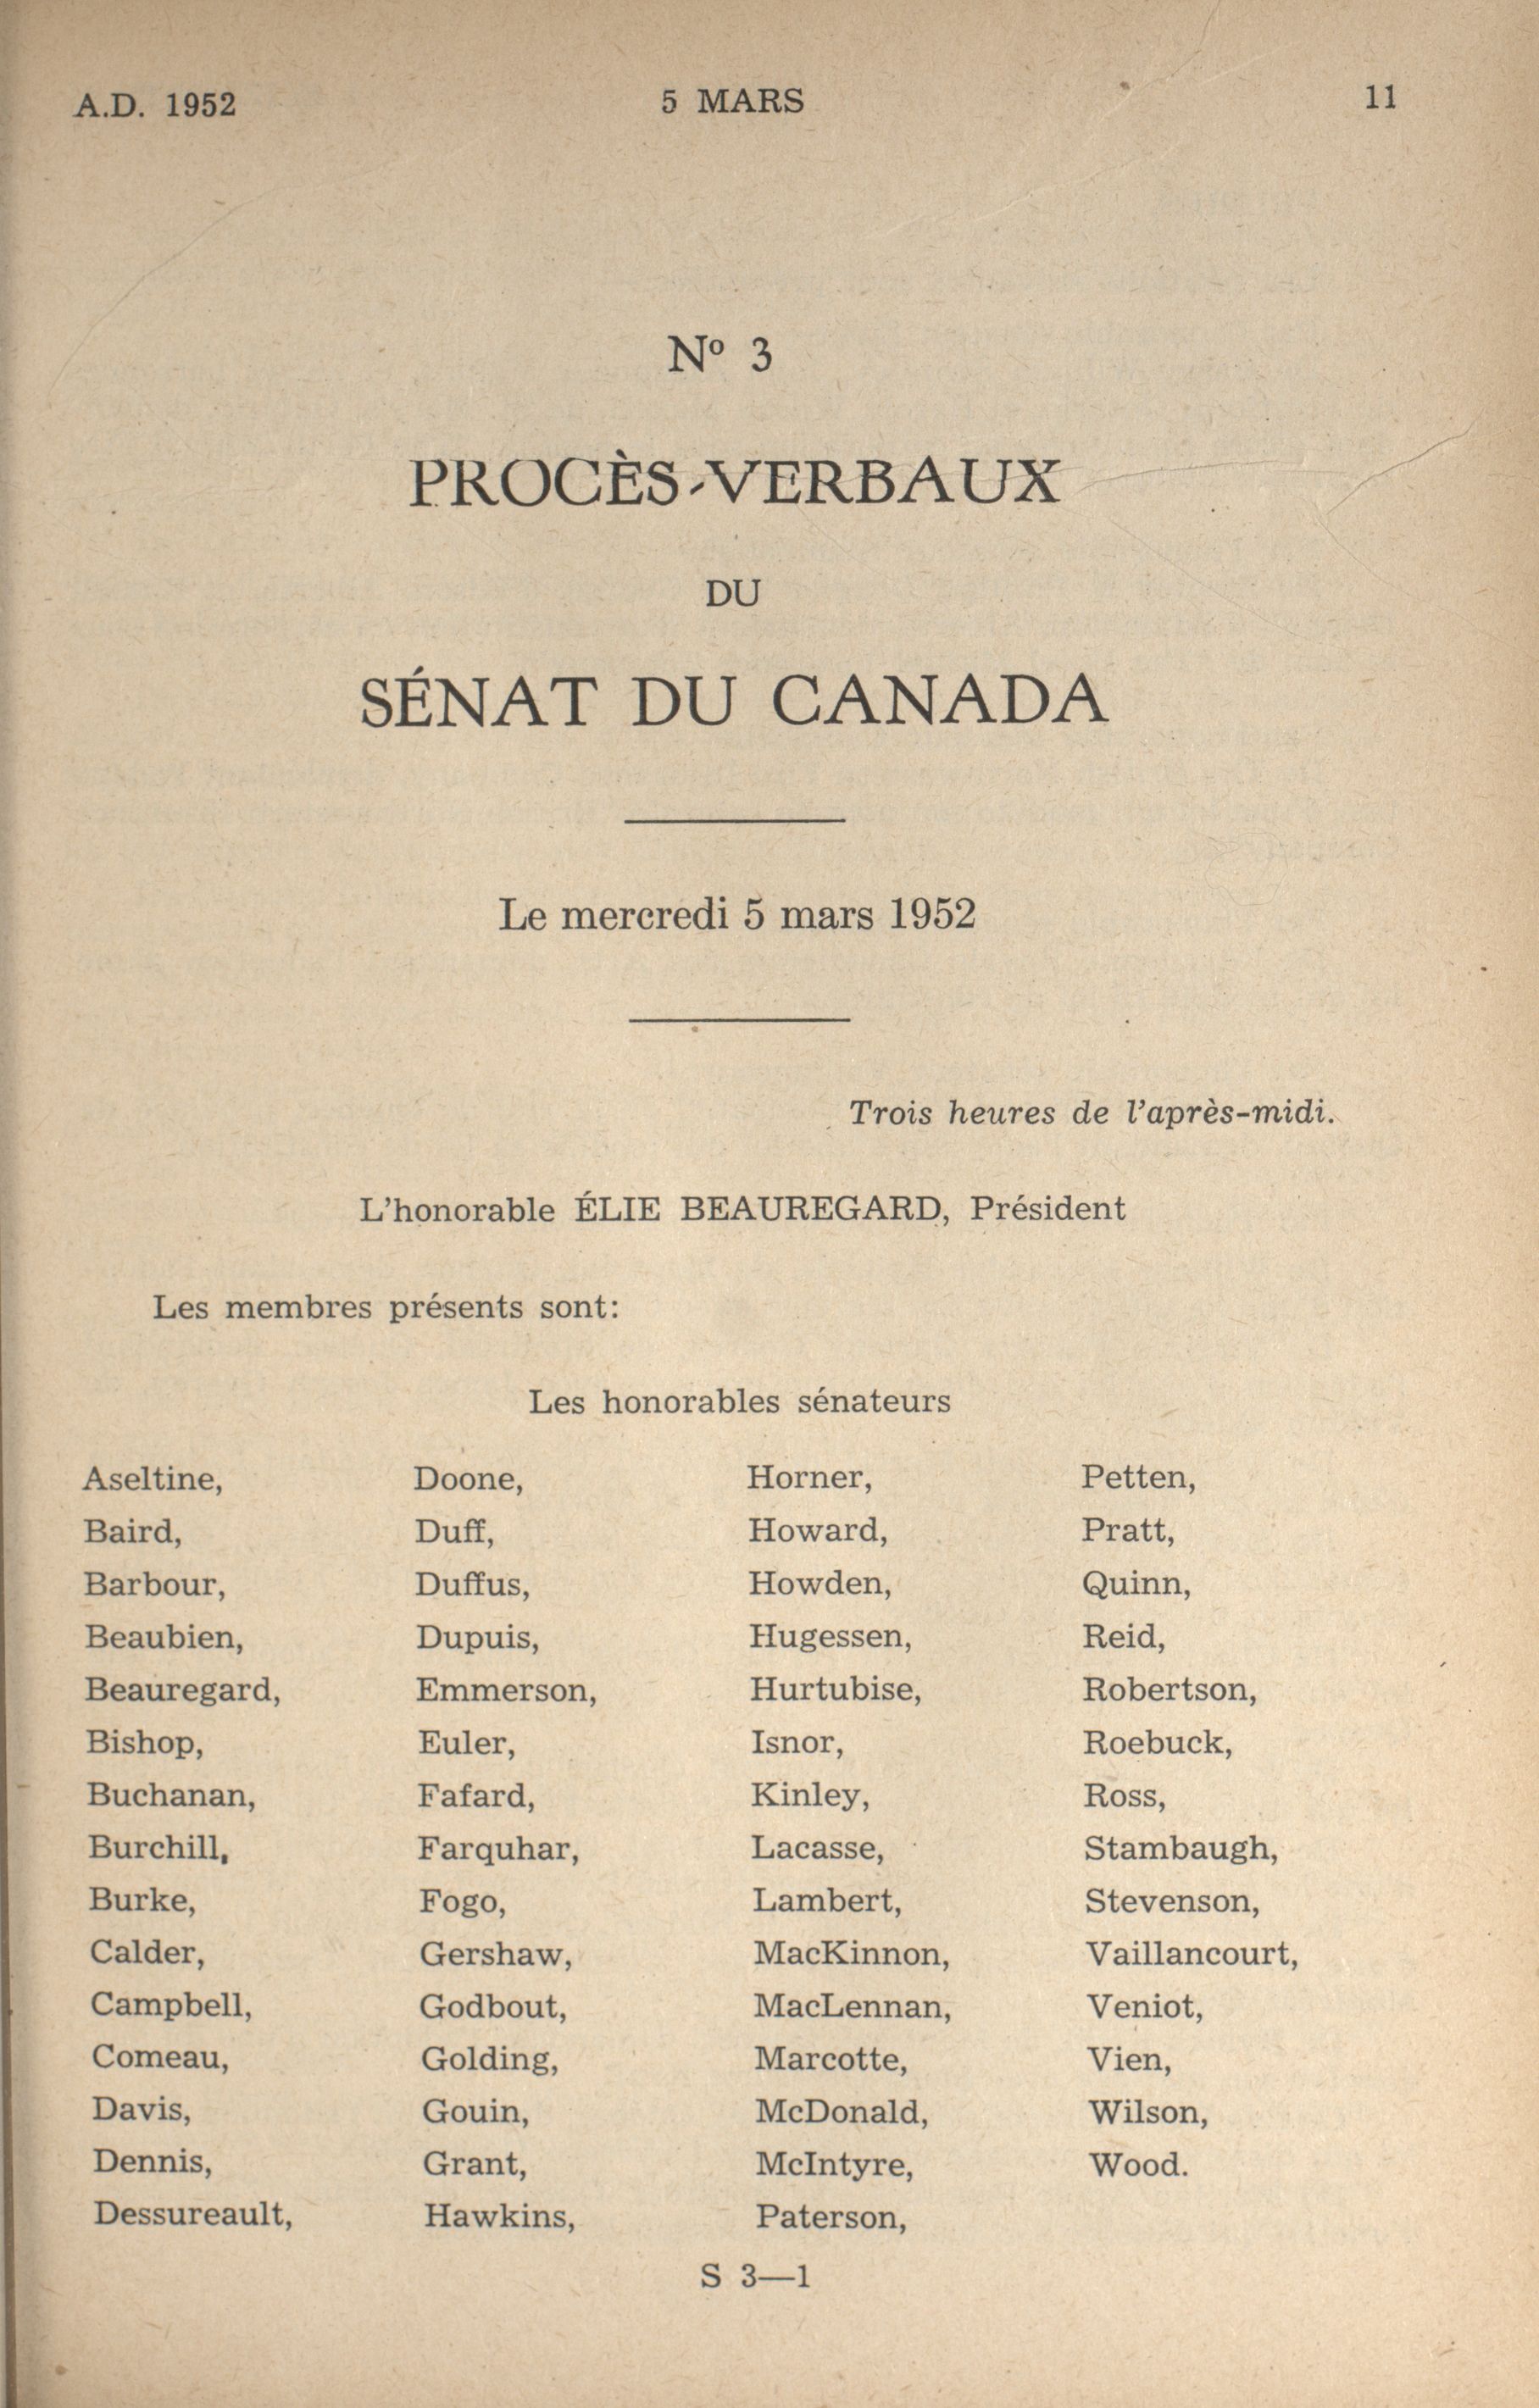 A.D. 1952 5 MARS 11
Nº 3
PROCÈS-VERBAUX
DU
SÉNAT DU CANADA
Le mercredi 5 mars 1952
Trois heures de l'après-midi.
L'honorable ÉLIE BEAUREGARD, Président
Les membres présents sont:
Les honorables sénateurs
Aseltine,
Baird,
Barbour,
Beaubien,
Beauregard,
Bishop,
Buchanan,
Burchill,
Burke,
Calder,
Campbell,
Comeau,
Davis,
Dennis,
Dessureault,
Doone,
Duff,
Duffus,
Dupuis,
Emmerson,
Euler,
Fafard,
Farquhar,
Fogo,
Gershaw,
Godbout,
Golding,
Gouin,
Grant,
Hawkins,
Horner,
Howard,
Howden,
Hugessen,
Hurtubise,
Isnor,
Kinley,
Lacasse,
Lambert,
MacKinnon,
MacLennan,
Marcotte,
McDonald,
McIntyre,
Paterson,
Petten,
Pratt,
Quinn,
Reid,
Robertson,
Roebuck,
Ross,
Stambaugh,
Stevenson,
Vaillancourt,
Veniot,
Vien,
Wilson,
Wood.
S 3—1